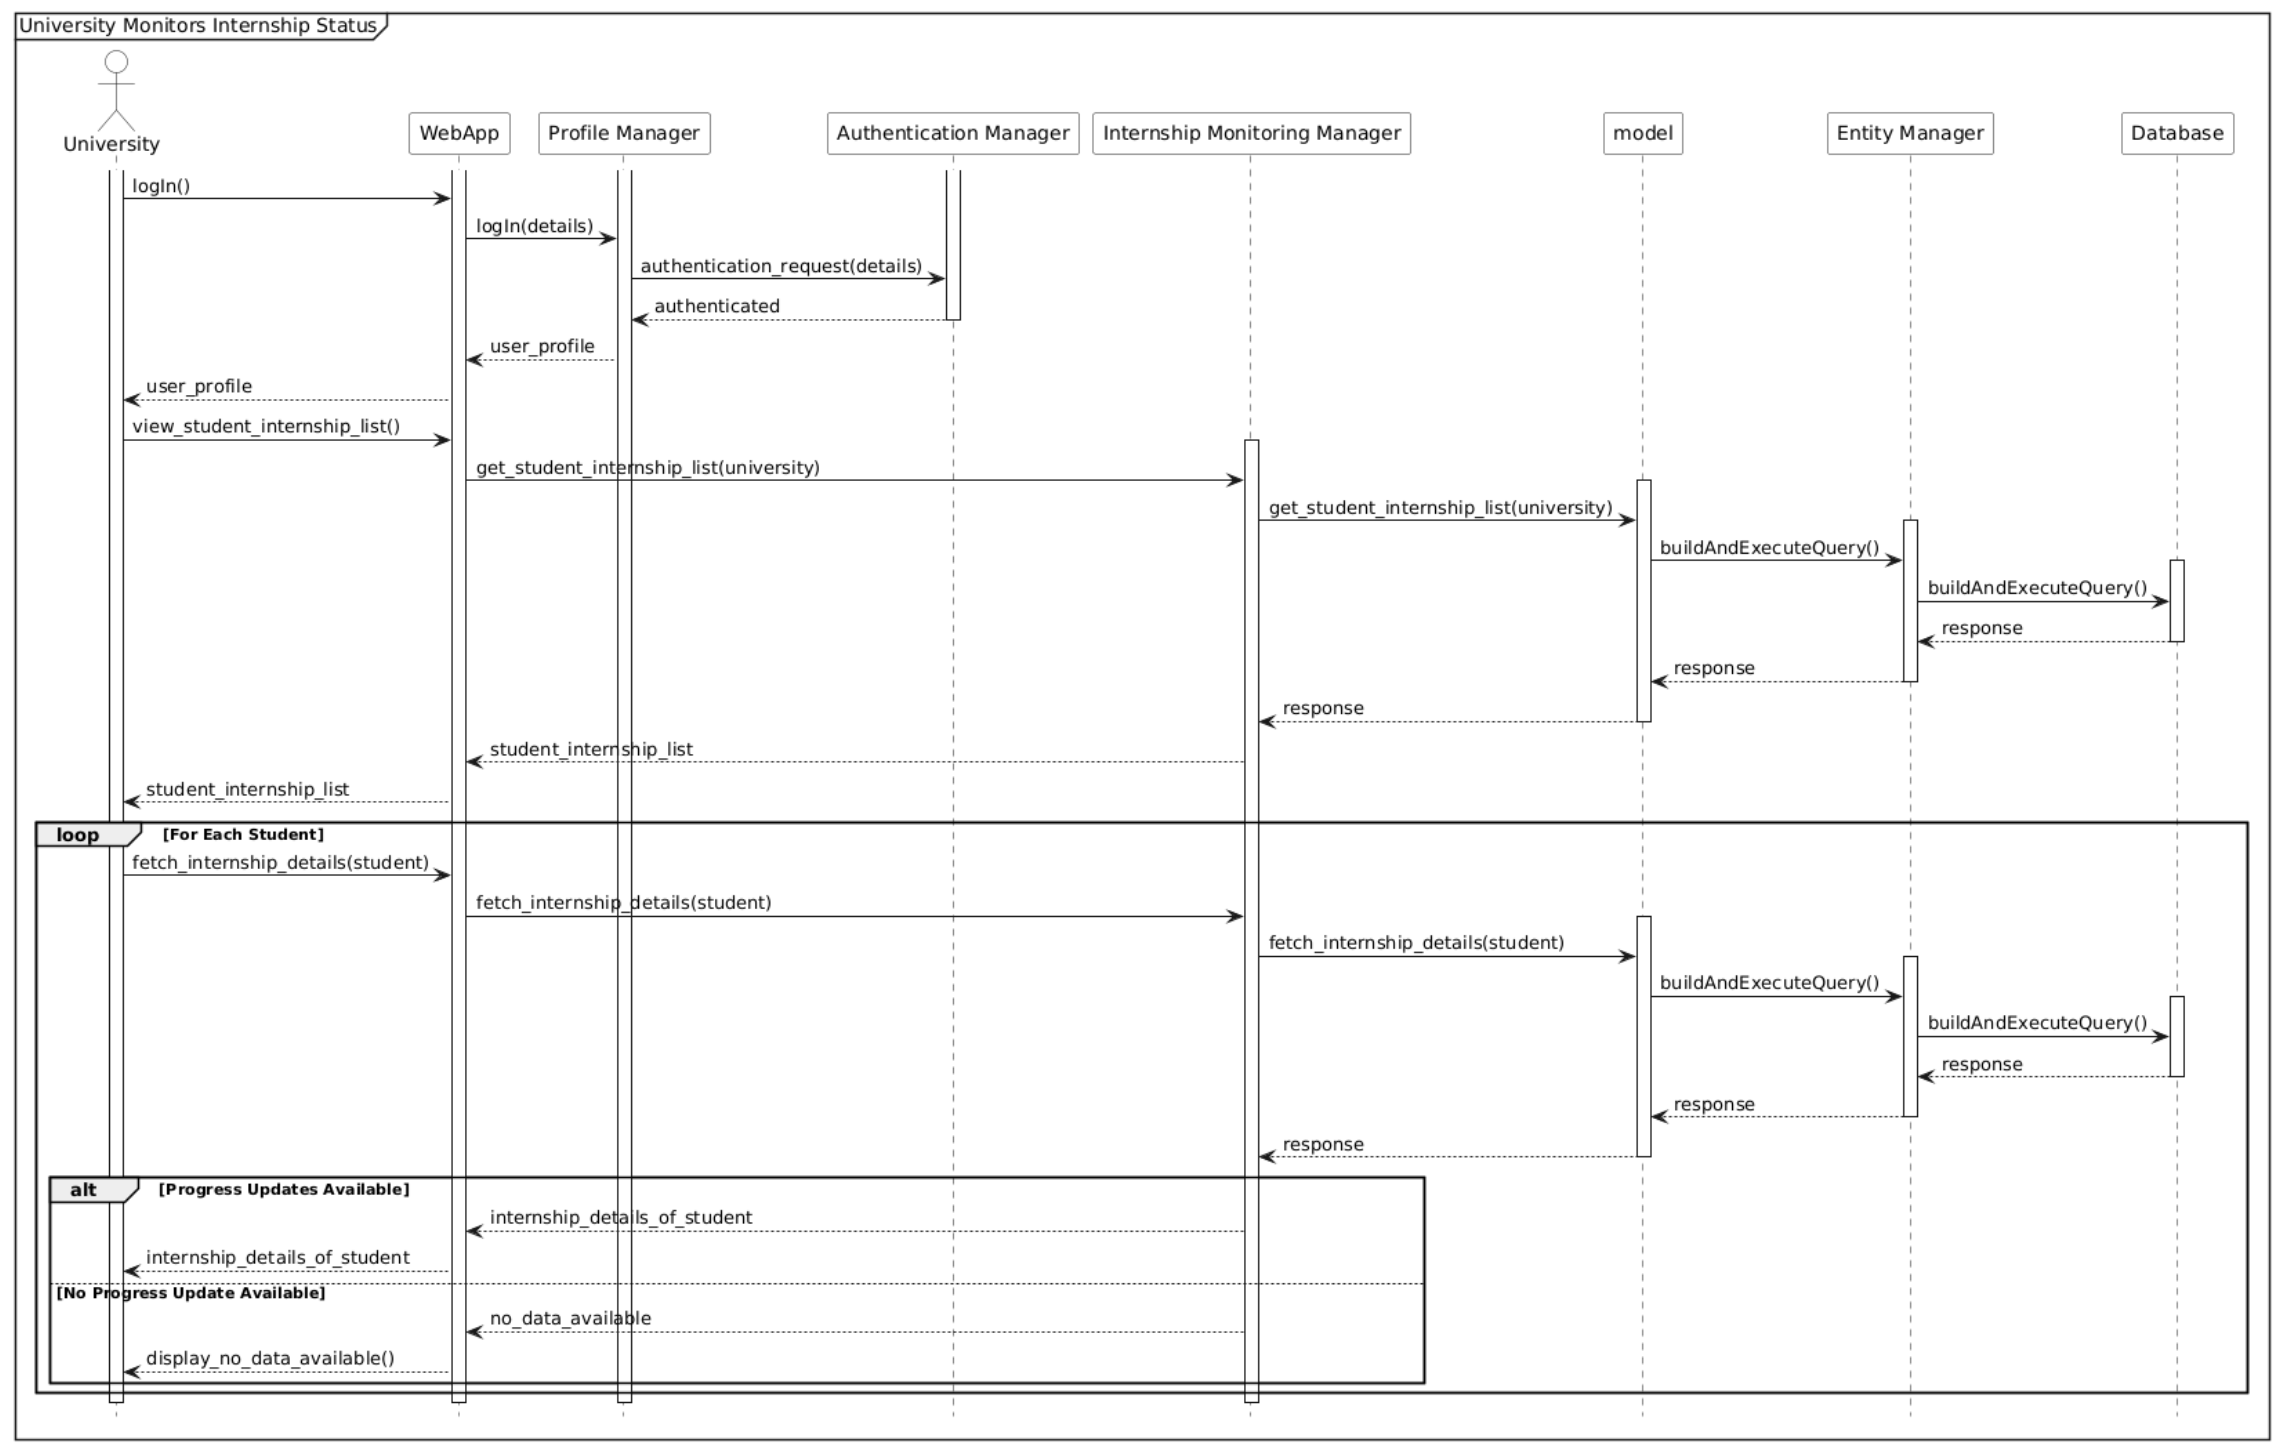 University Monitors Internship Status
University
WebApp
Profile Manager
Authentication Manager
Internship Monitoring Manager
model
Entity Manager
Database
logIn()
logIn(details)
authentication_request(details)
authenticated
user_profile
user_profile
view_student_internship_list()
get_student_internship_list(university)
get_student_internship_list(university)
buildAndExecuteQuery()
buildAndExecuteQuery()
response
response
response
student_internship_list
student_internship_list
loop [For Each Student]
fetch_internship_details(student)
fetch_internship_details(student)
fetch_internship_details(student)
buildAndExecuteQuery()
buildAndExecuteQuery()
response
response
response
alt [Progress Updates Available]
internship_details_of_student
internship_details_of_student
[No Progress Update Available]
no_data_available
display_no_data_available()